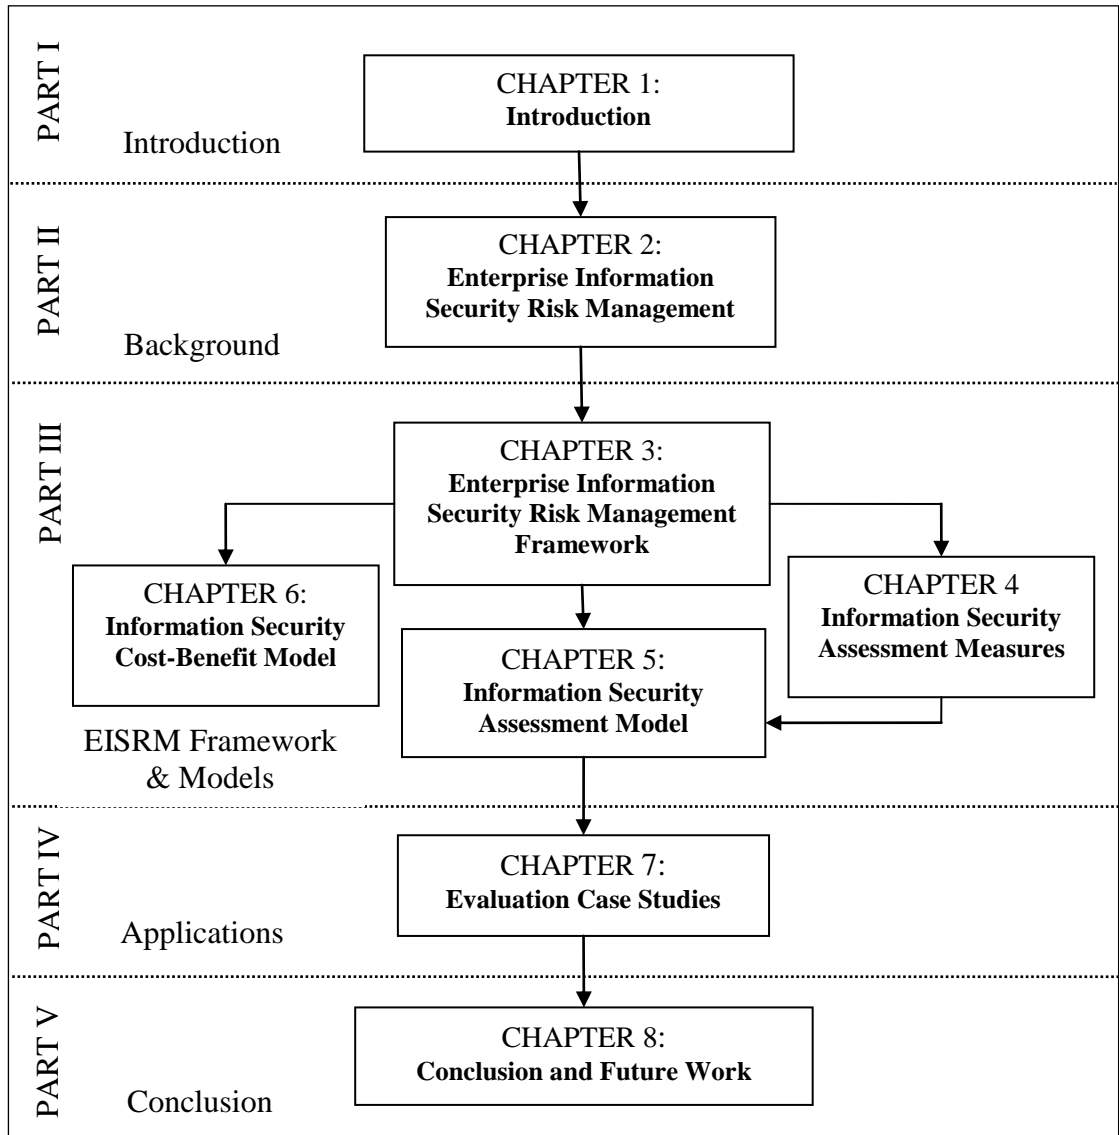 PART I
Introduction
CHAPTER 1:
Introduction
PART II
Background
CHAPTER 2:
Enterprise Information
Security Risk Management
PART III
EISRM Framework
& Models
CHAPTER 3:
Enterprise Information
Security Risk Management
Framework
CHAPTER 6:
Information Security
Cost-Benefit Model
CHAPTER 5:
Information Security
Assessment Model
CHAPTER 4
Information Security
Assessment Measures
PART IV
Applications
CHAPTER 7:
Evaluation Case Studies
PART V
Conclusion
CHAPTER 8:
Conclusion and Future Work